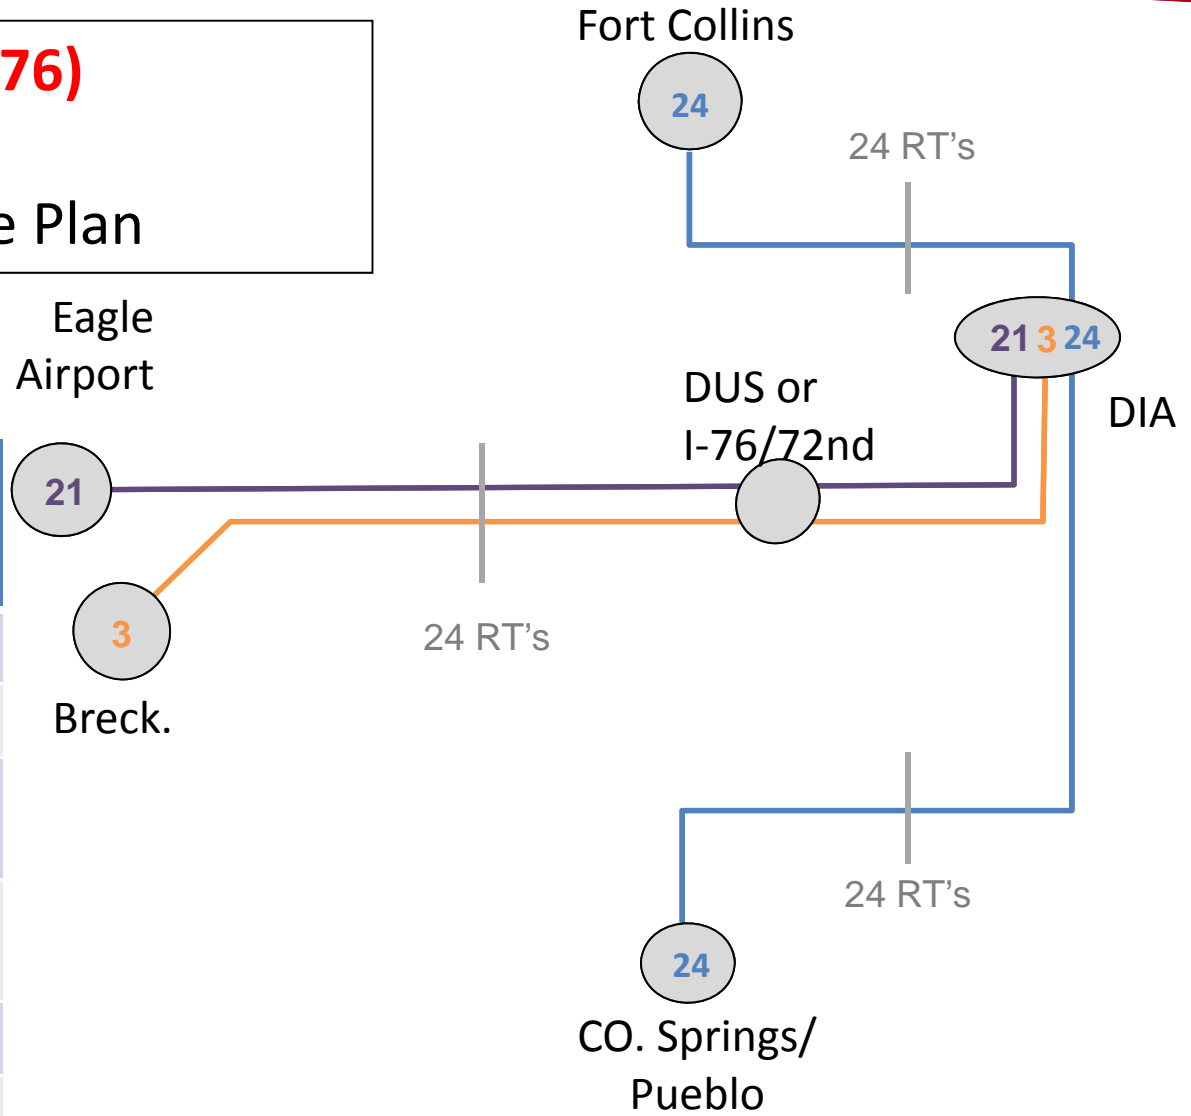 76)
Plan
Fort Collins
24
24 RT's
Eagle
Airport
21 3 24
DIA
DUS or
I-76/72nd
21
3
24 RT's
Breck.
24 RT's
24
CO. Springs/
Pueblo